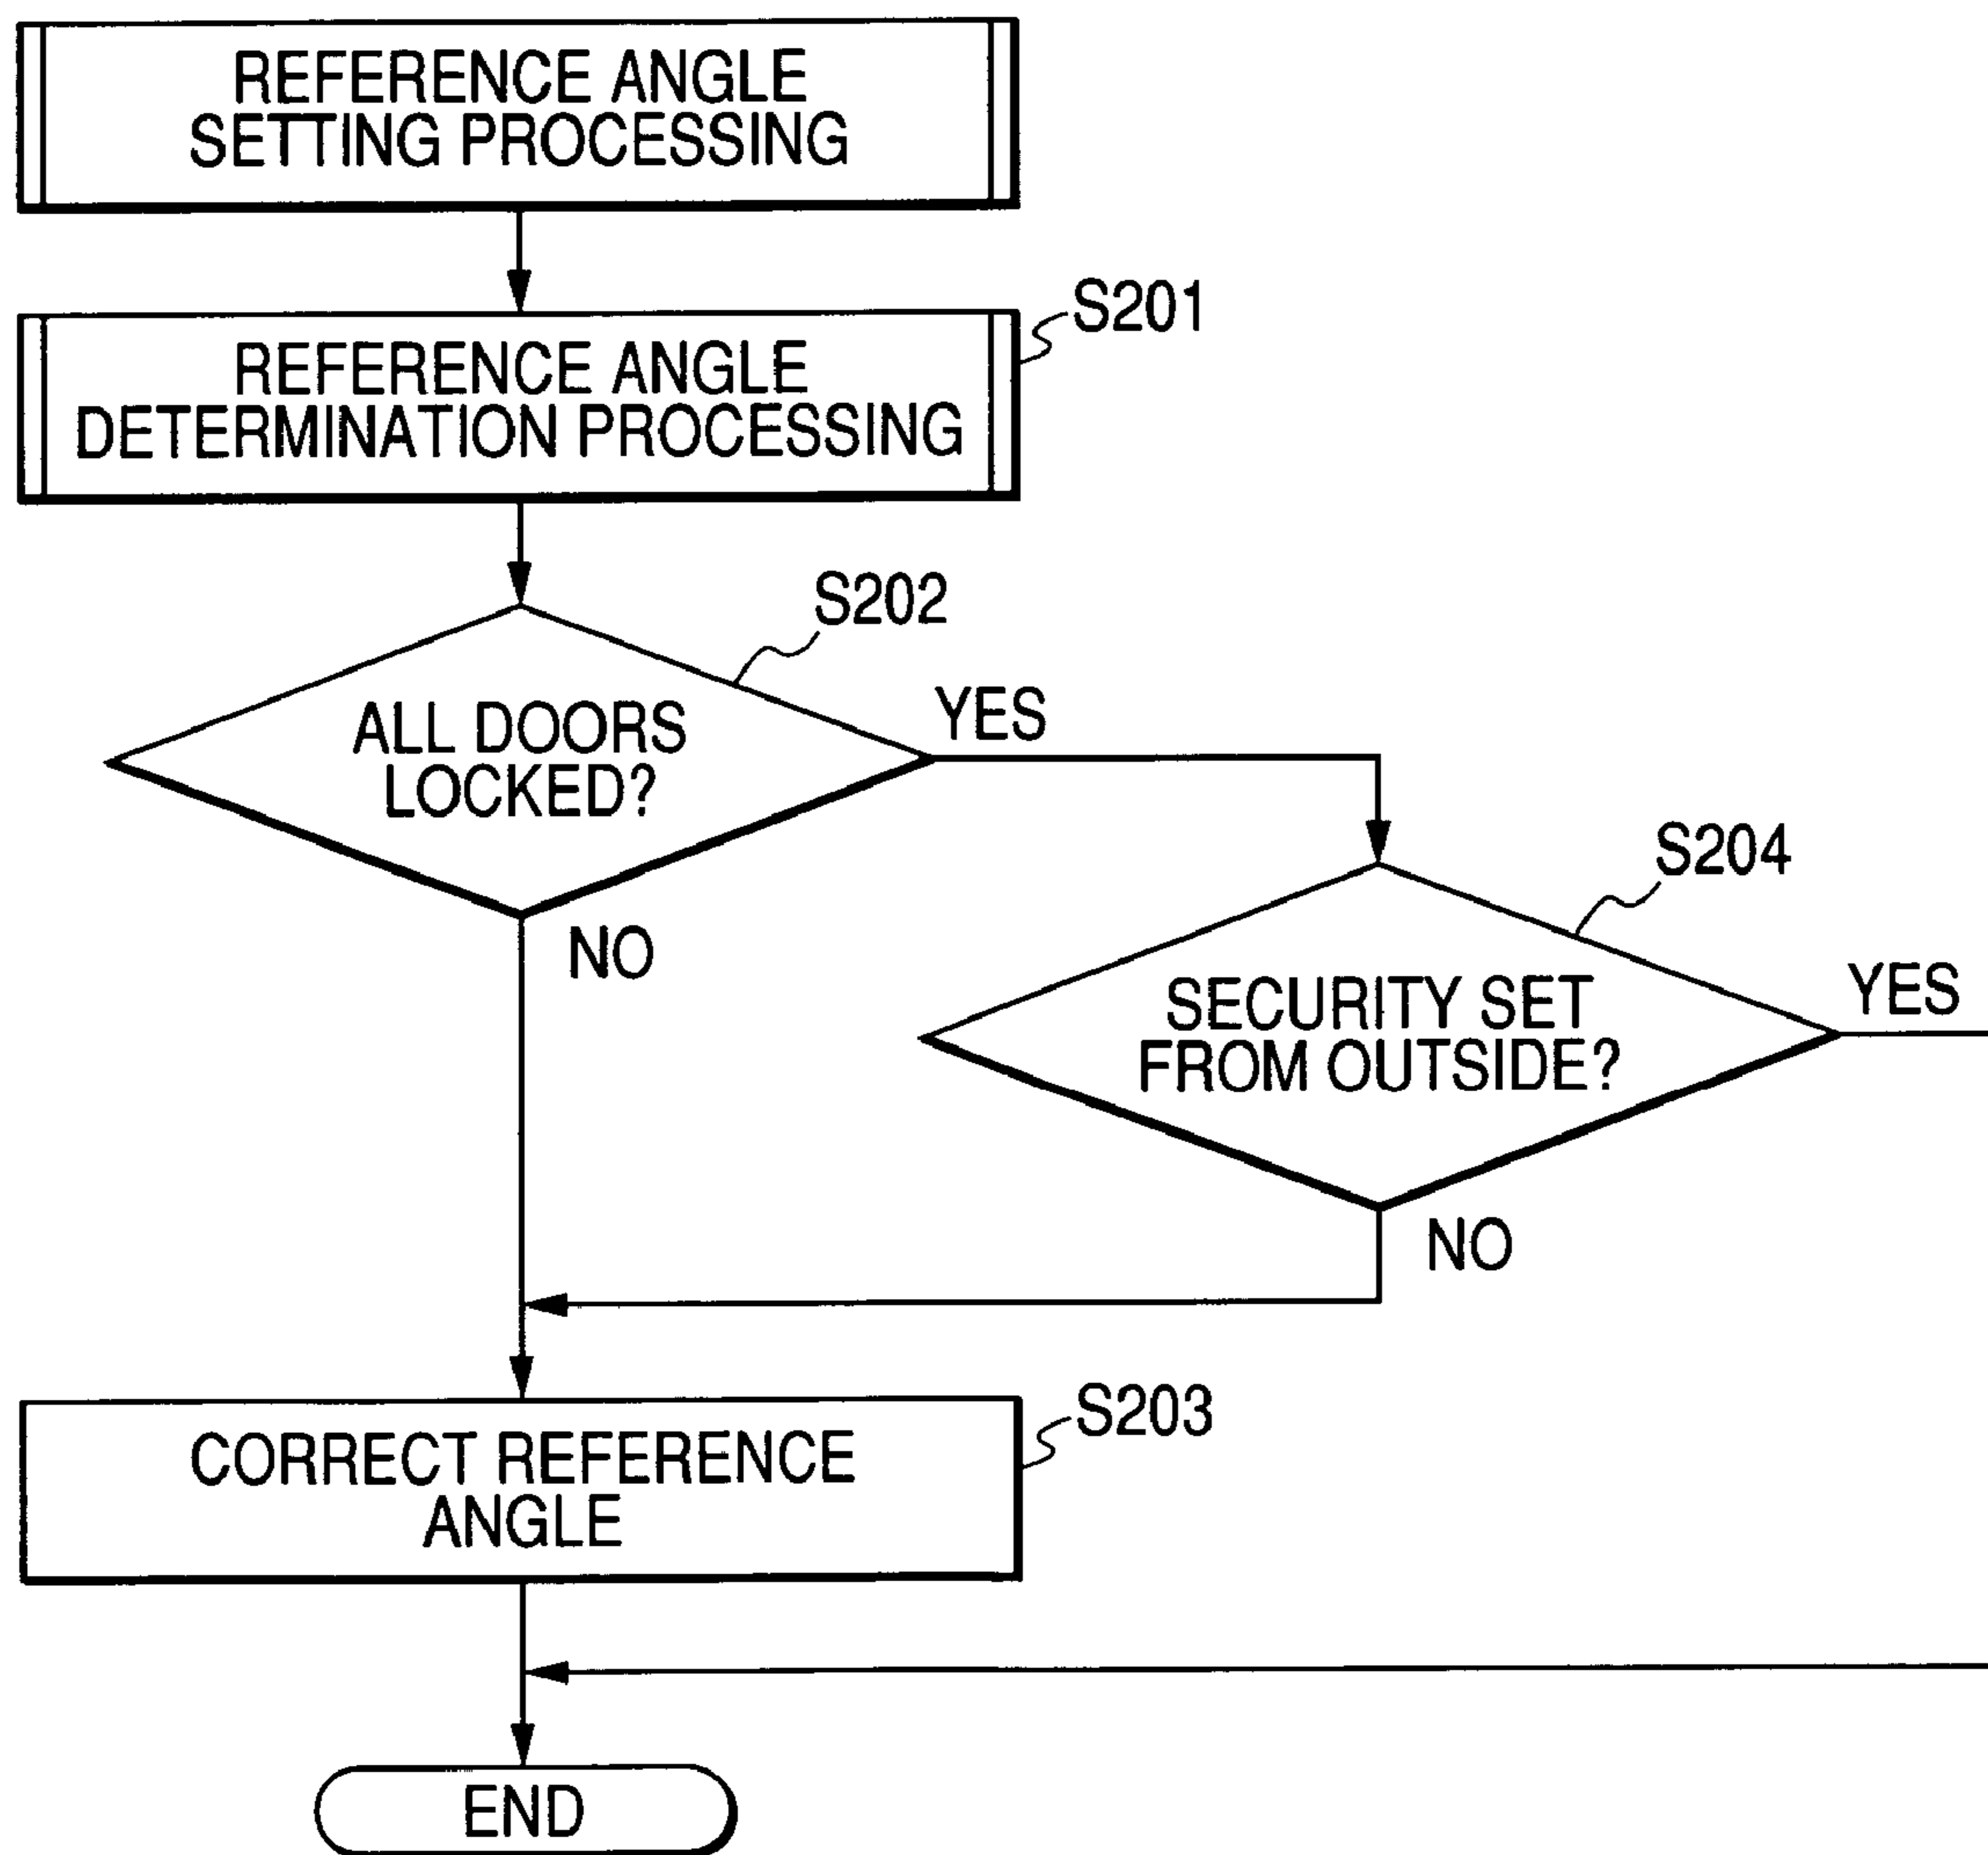 REFERENCE ANGLE
SETTING PROCESSING
S201
REFERENCE ANGLE
DETERMINATION PROCESSING
S202
ALL DOORS
LOCKED?
YES
NO
S204
SECURITY SET
FROM OUTSIDE?
YES
NO
S203
CORRECT REFERENCE
ANGLE
END